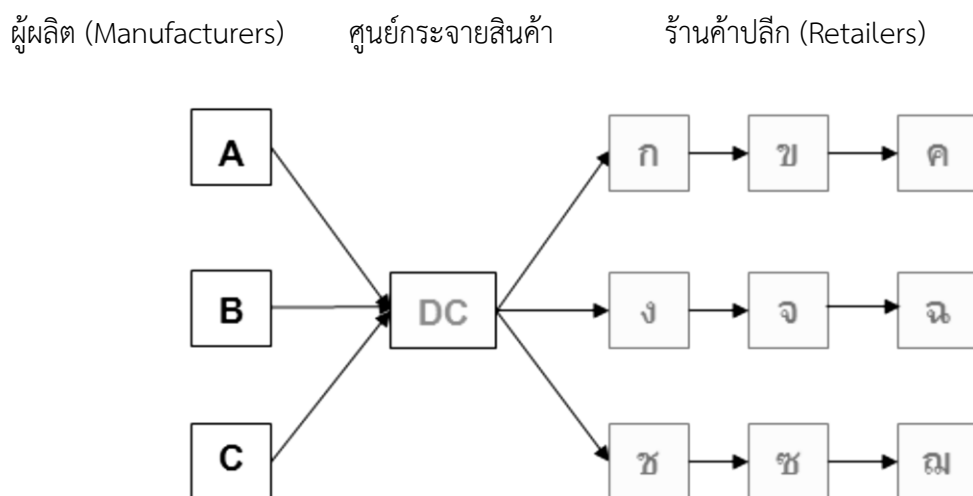 ผู้ผลิต (Manufacturers) ศูนย์กระจายสินค้า ร้านค้าปลีก (Retailers)
A ก ข ค
B DC ง จ ฉ
C ช ซ ฌ